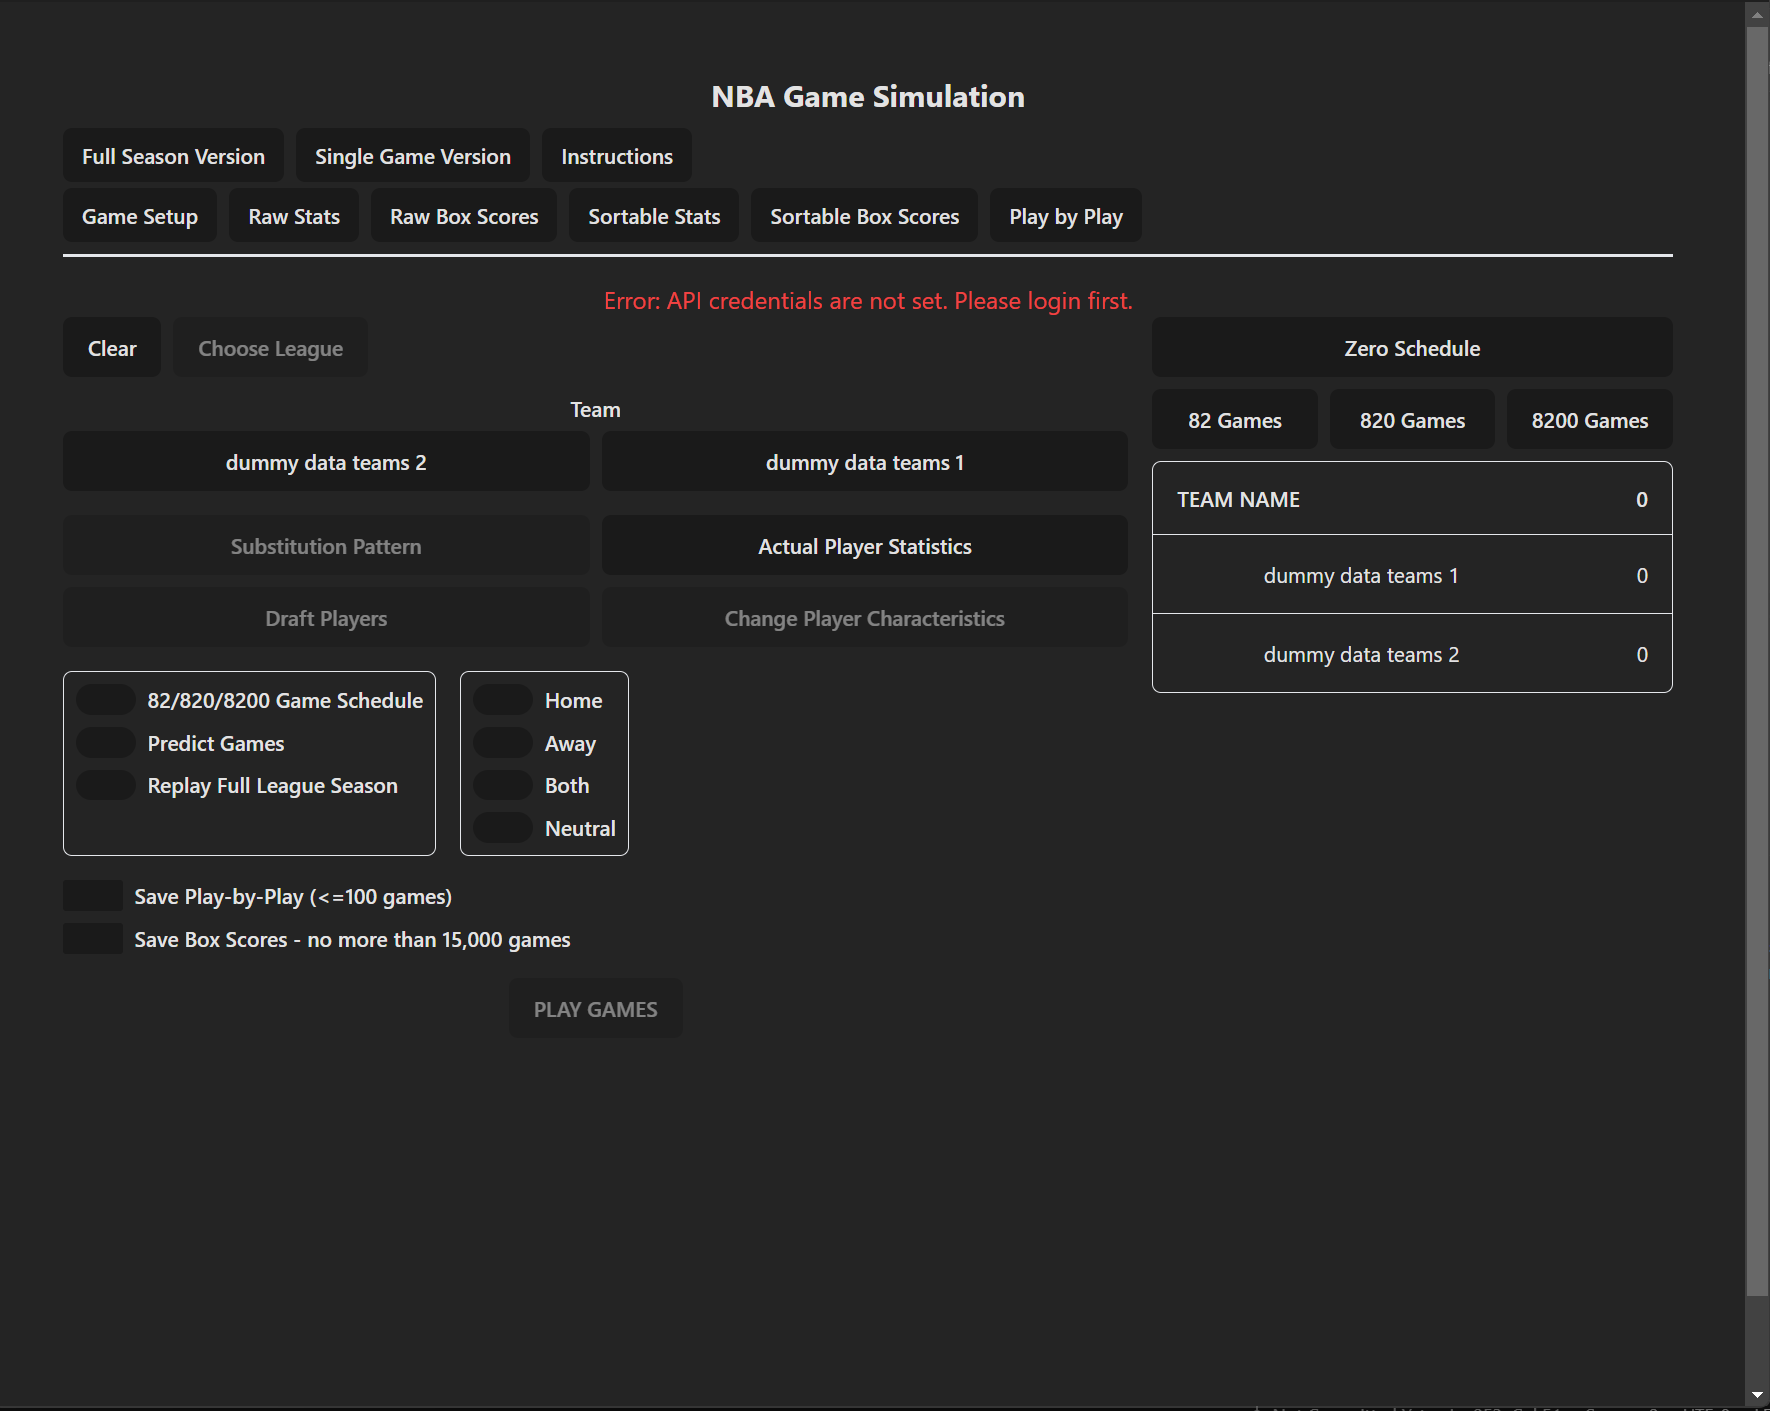 NBA Game Simulation
Full Season Version Single Game Version Instructions
Game Setup Raw Stats Raw Box Scores Sortable Stats Sortable Box Scores Play by Play
Error: API credentials are not set. Please login first.
Clear Choose League
Team
dummy data teams 2 dummy data teams 1
Substitution Pattern Actual Player Statistics
Draft Players Change Player Characteristics
82/820/8200 Game Schedule
Predict Games
Replay Full League Season
Home
Away
Both
Neutral
Save Play-by-Play (<=100 games)
Save Box Scores - no more than 15,000 games
PLAY GAMES
Zero Schedule
82 Games 820 Games 8200 Games
TEAM NAME 0
dummy data teams 1 0
dummy data teams 2 0